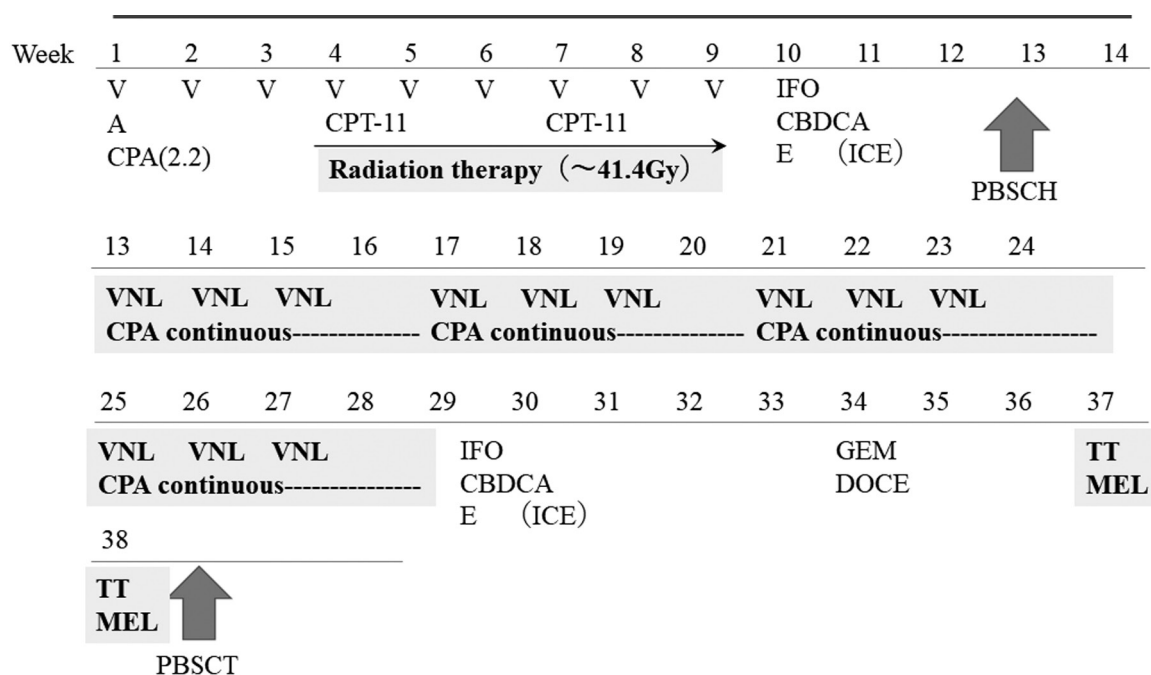 Week 1 2 3 4 5 6 7 8 9 10 11 12 13 14
V V V V V V V V V IFO
A CPT-11 CPT-11 CBDCA
CPA(2.2) E （ICE）
Radiation therapy（～41.4Gy）
PBSCH
13 14 15 16 17 18 19 20 21 22 23 24
VNL VNL VNL VNL VNL VNL VNL VNL VNL
CPA continuous--------------- CPA continuous--------------- CPA continuous------------------
25 26 27 28 29 30 31 32 33 34 35 36 37
VNL VNL VNL IFO GEM TT
CPA continuous--------------- CBDCA DOCE MEL
E （ICE）
38
TT
MEL
PBSCT